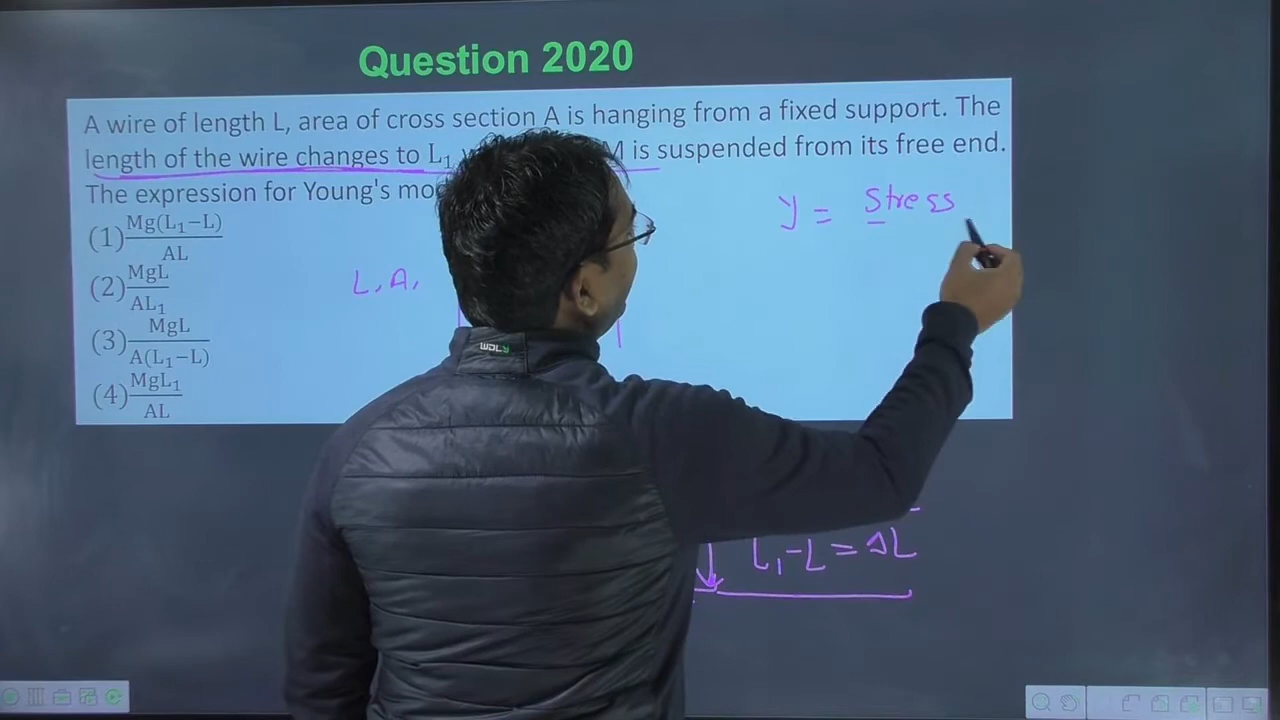 Question 2020
A wire of length L, area of cross section A is hanging from a fixed support. The
length of the wire changes to L₁ M is suspended from its free end.
The expression for Young's
(1) Mg(L₁−L)/AL
(2) MgL/AL₁
(3) MgL/A(L₁−L)
(4) MgL₁/AL
y = Stress
L, A,
L₁-L = ΔL